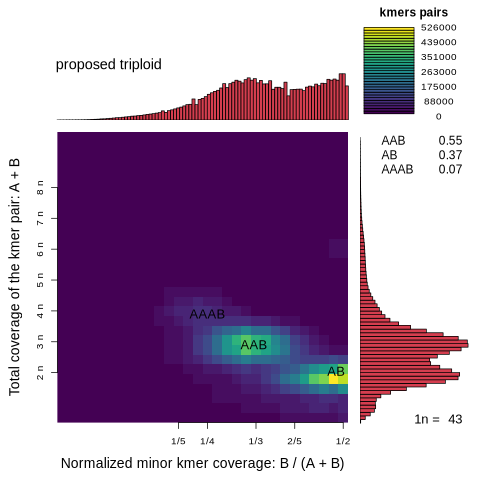 kmers pairs
526000
439000
351000
263000
175000
88000
0
proposed triploid
AAB 0.55
AB 0.37
AAAB 0.07
Total coverage of the kmer pair: A + B
8 n
7 n
6 n
5 n
4 n
3 n
2 n
AAAB
AAB
AB
1n = 43
1/5 1/4 1/3 2/5 1/2
Normalized minor kmer coverage: B / (A + B)